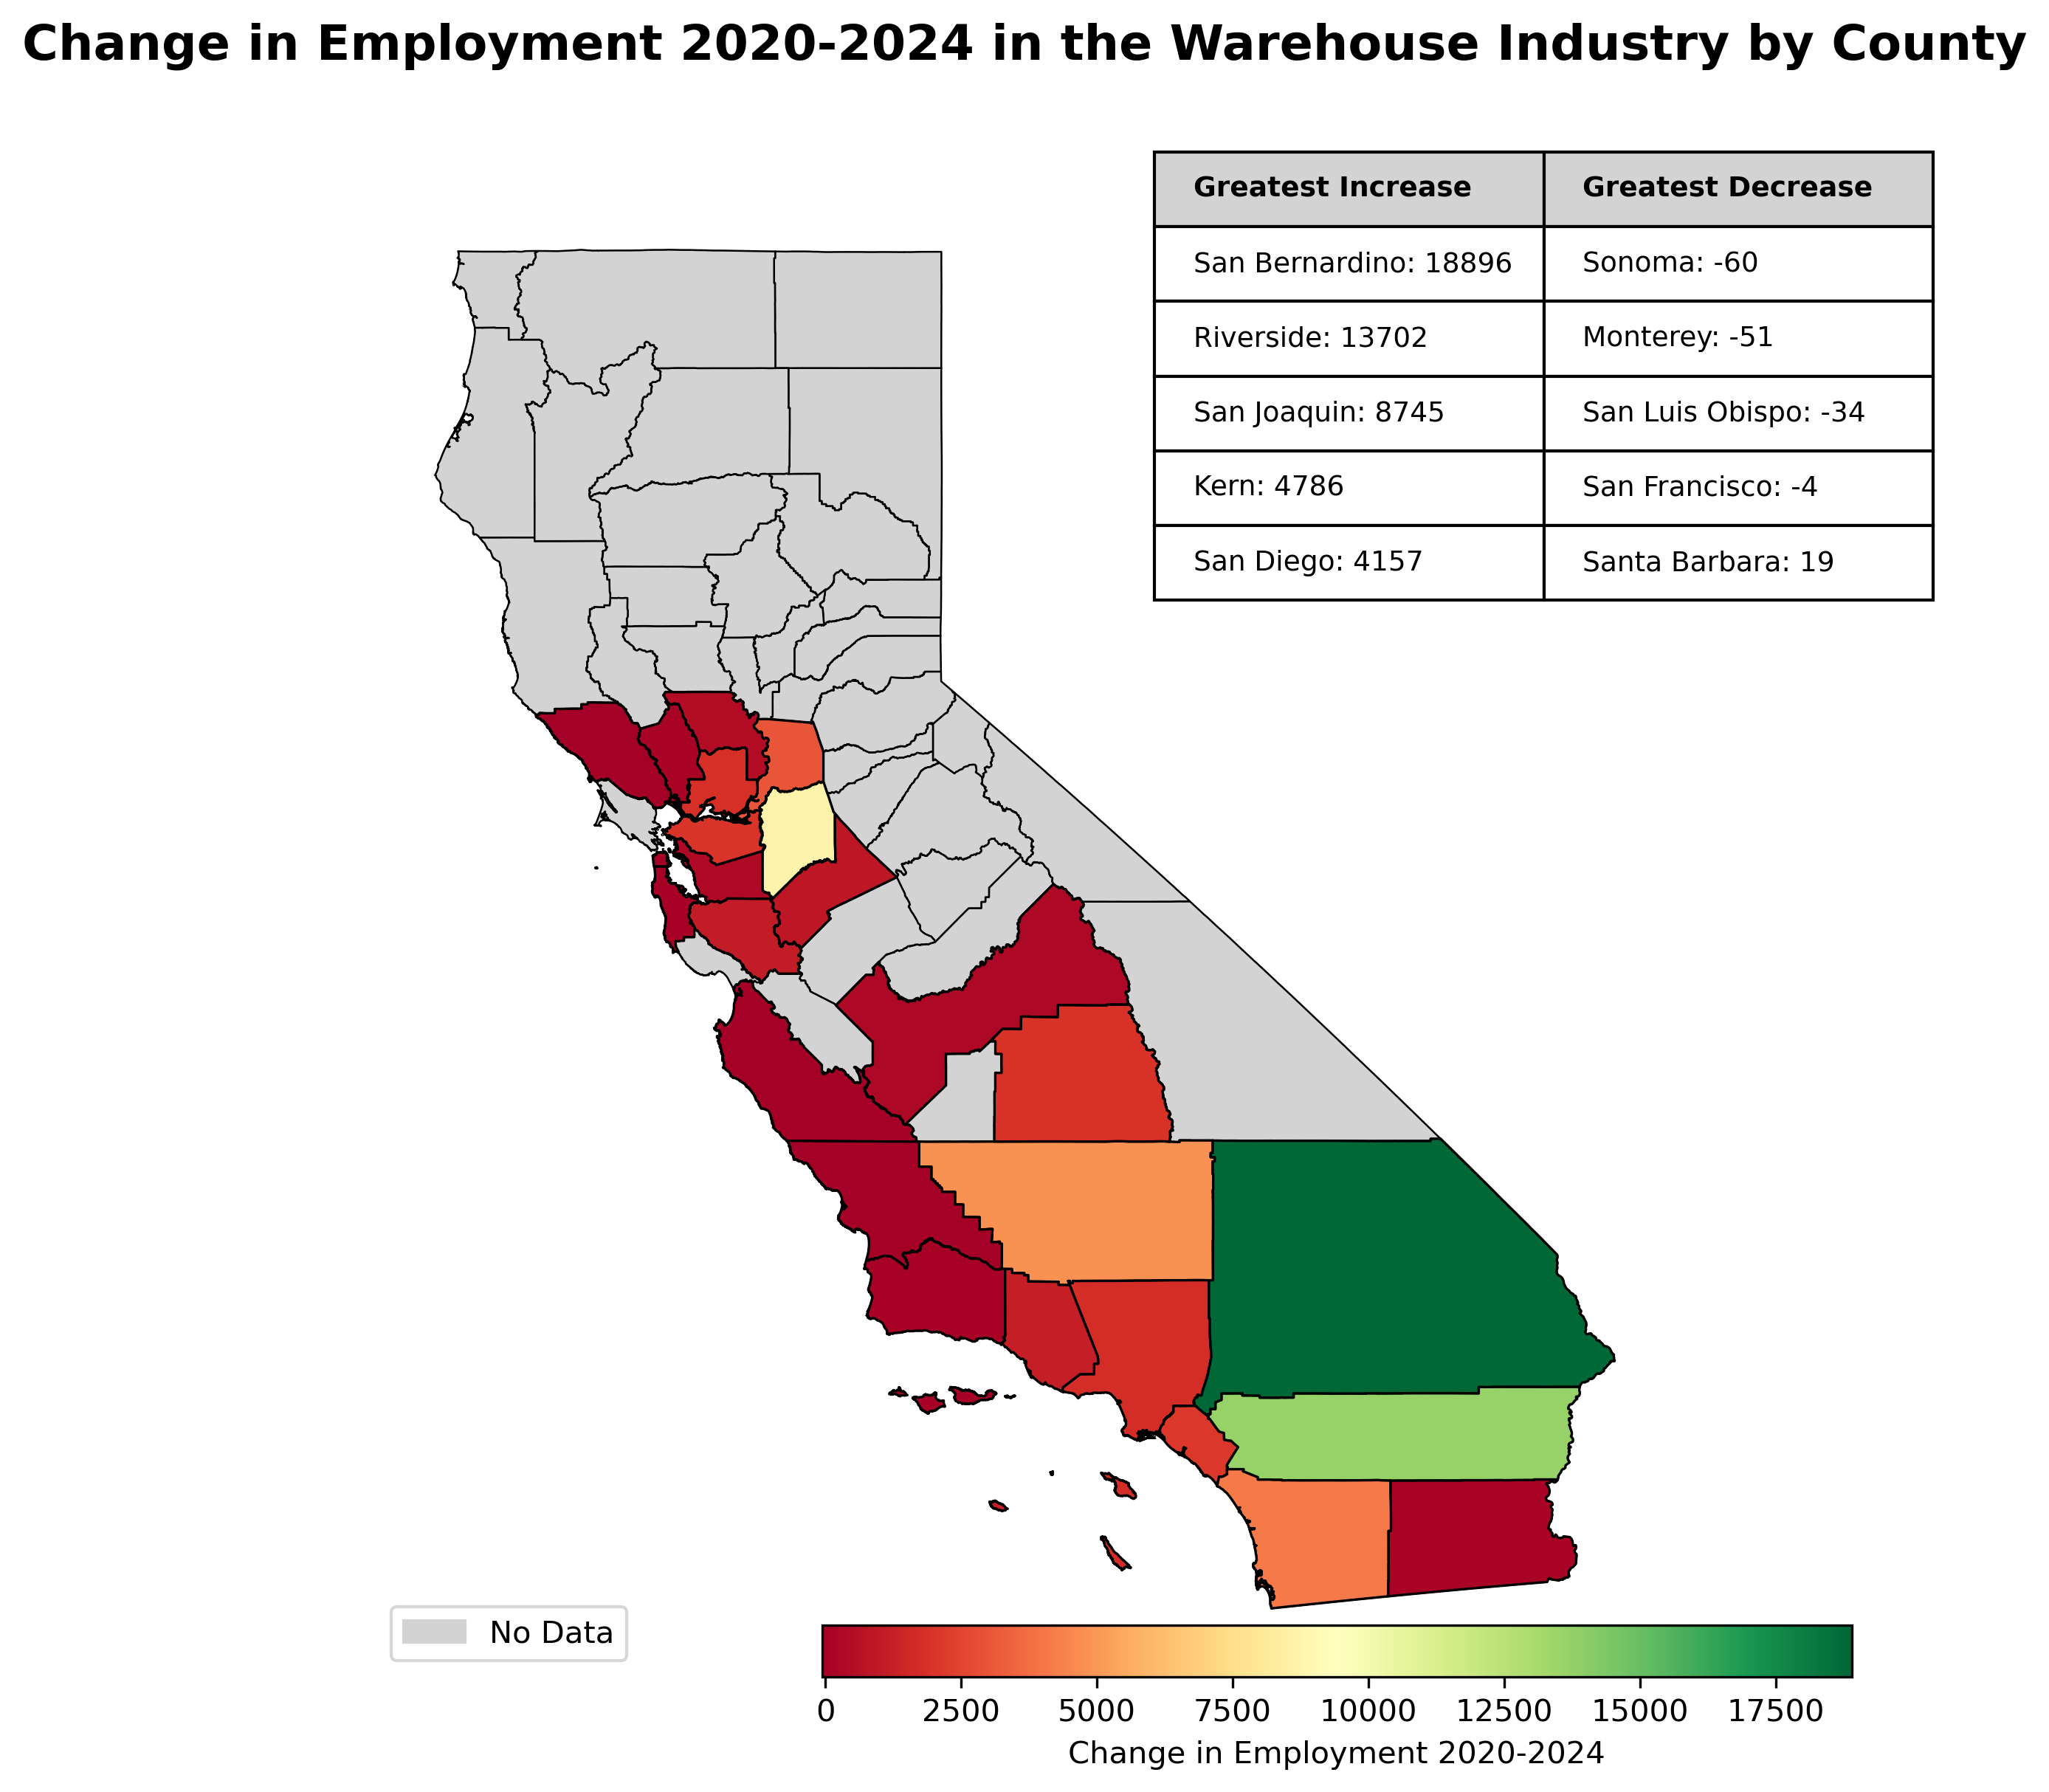 Change in Employment 2020-2024 in the Warehouse Industry by County
Greatest Increase Greatest Decrease
San Bernardino: 18896 Sonoma: -60
Riverside: 13702 Monterey: -51
San Joaquin: 8745 San Luis Obispo: -34
Kern: 4786 San Francisco: -4
San Diego: 4157 Santa Barbara: 19
No Data
0 2500 5000 7500 10000 12500 15000 17500
Change in Employment 2020-2024